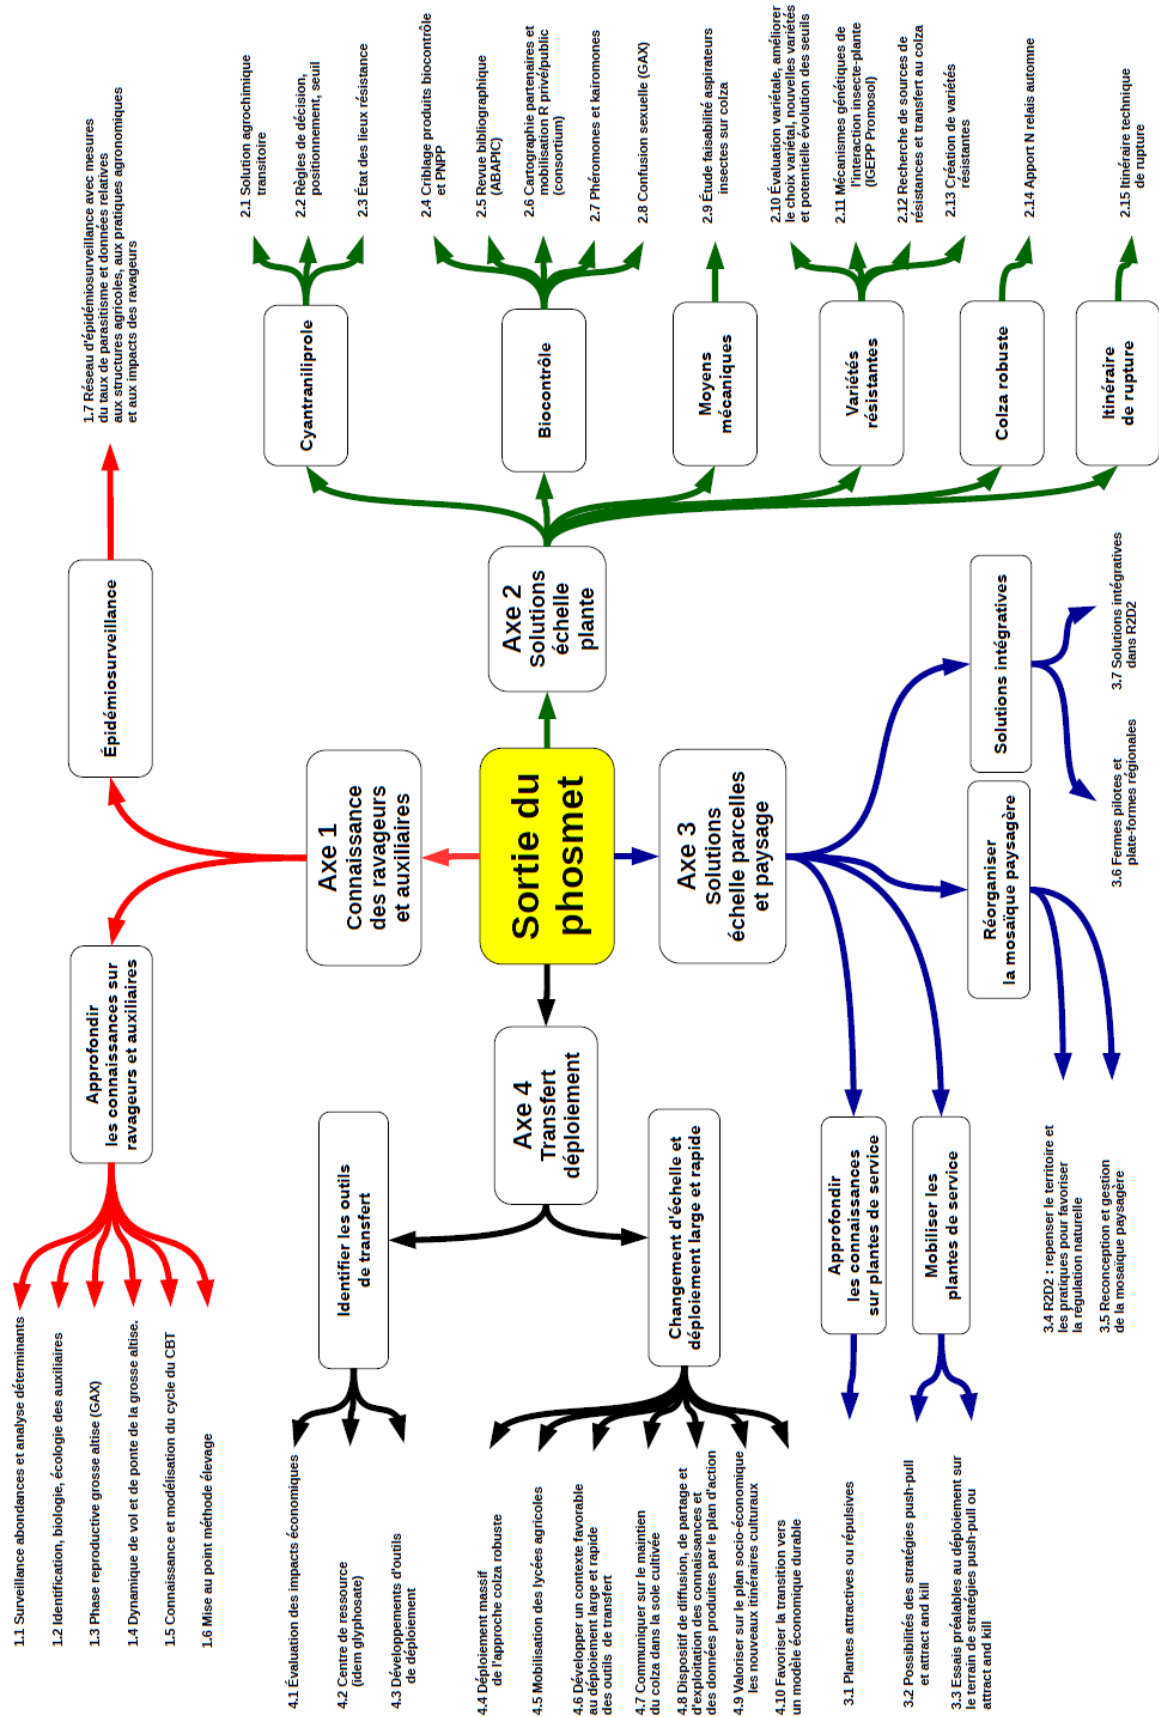 Sortie du
phosmet
Axe 1
Connaissance
des ravageurs
et auxiliaires
Approfondir
les connaissances sur
ravageurs et auxiliaires
1.1 Surveillance abondances et analyse déterminants
1.2 Identification, biologie, écologie des auxiliaires
1.3 Phase reproductive grosse altise (GAX)
1.4 Dynamique de vol et de ponte de la grosse altise.
1.5 Connaissance et modélisation du cycle du CBT
1.6 Mise au point méthode élevage
Épidémiosurveillance
1.7 Réseau d'épidémiosurveillance avec mesures
du taux de parasitisme et données relatives
aux structures agricoles, aux pratiques agronomiques
et aux impacts des ravageurs
Axe 2
Solutions
échelle
plante
Cyantraniliprole
2.1 Solution agrochimique
transitoire
2.2 Règles de décision,
positionnement, seuil
2.3 État des lieux résistance
Biocontrôle
2.4 Criblage produits biocontrôle
et PNPP
2.5 Revue bibliographique
(ABAPIC)
2.6 Cartographie partenaires et
mobilisation R privé/public
(consortium)
2.7 Phéromones et kairomones
2.8 Confusion sexuelle (GAX)
Moyens
mécaniques
2.9 Étude faisabilité aspirateurs
insectes sur colza
Variétés
résistantes
2.10 Évaluation variétale, améliorer
le choix variétal, nouvelles variétés
et potentielle évolution des seuils
2.11 Mécanismes génétiques de
l'interaction insecte-plante
(IGEPP Promosol)
2.12 Recherche de sources de
résistances et transfert au colza
2.13 Création de variétés
résistantes
Colza robuste
2.14 Apport N relais automne
Itinéraire
de rupture
2.15 Itinéraire technique
de rupture
Axe 3
Solutions
échelle parcelles
et paysage
Approfondir
les connaissances
sur plantes de service
3.1 Plantes attractives ou répulsives
Mobiliser les
plantes de service
3.2 Possibilités des stratégies push-pull
et attract and kill
3.3 Essais préalables au déploiement sur
le terrain de stratégies push-pull ou
attract and kill
Réorganiser
la mosaïque paysagère
3.4 R2D2 : repenser le territoire et
les pratiques pour favoriser
la régulation naturelle
3.5 Reconception et gestion
de la mosaïque paysagère
Solutions intégratives
3.6 Fermes pilotes et
plate-formes régionales
3.7 Solutions intégratives
dans R2D2
Axe 4
Transfert
déploiement
Identifier les outils
de transfert
4.1 Évaluation des impacts économiques
4.2 Centre de ressource
(idem glyphosate)
4.3 Développements d'outils
de déploiement
Changement d'échelle et
déploiement large et rapide
4.4 Déploiement massif
de l'approche colza robuste
4.5 Mobilisation des lycées agricoles
4.6 Développer un contexte favorable
au déploiement large et rapide
des outils de transfert
4.7 Communiquer sur le maintien
du colza dans la sole cultivée
4.8 Dispositif de diffusion, de partage et
d'exploitation des connaissances et
des données produites par le plan d'action
4.9 Valoriser sur le plan socio-économique
les nouveaux itinéraires culturaux
4.10 Favoriser la transition vers
un modèle économique durable